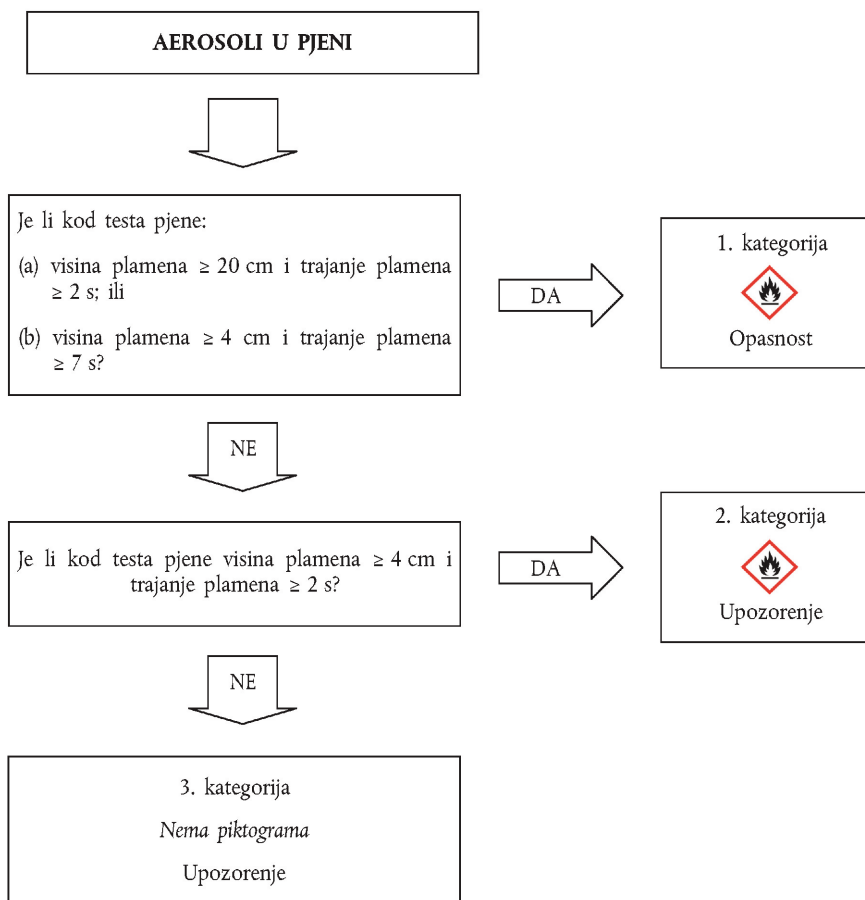 AEROSOLI U PJENI
Je li kod testa pjene:
(a) visina plamena ≥ 20 cm i trajanje plamena
≥ 2 s; ili
(b) visina plamena ≥ 4 cm i trajanje plamena
≥ 7 s?
DA
1. kategorija
Opasnost
NE
Je li kod testa pjene visina plamena ≥ 4 cm i
trajanje plamena ≥ 2 s?
DA
2. kategorija
Upozorenje
NE
3. kategorija
Nema piktograma
Upozorenje